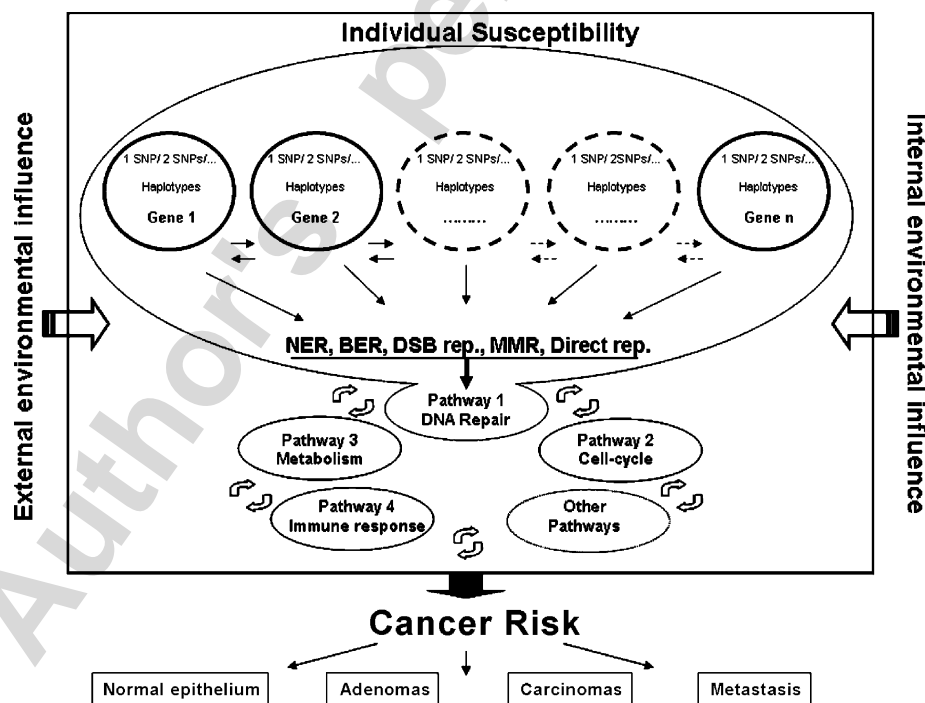 Individual Susceptibility
External environmental influence
Internal environmental influence
1 SNP/ 2 SNPs/...
Haplotypes
Gene 1
1 SNP/ 2 SNPs/...
Haplotypes
Gene 2
1 SNP/ 2 SNPs/...
Haplotypes
.........
1 SNP/ 2SNPs/...
Haplotypes
.........
1 SNP/ 2 SNPs/...
Haplotypes
Gene n
NER, BER, DSB rep., MMR, Direct rep.
Pathway 1
DNA Repair
Pathway 3
Metabolism
Pathway 2
Cell-cycle
Pathway 4
Immune response
Other
Pathways
Cancer Risk
Normal epithelium
Adenomas
Carcinomas
Metastasis
Author's